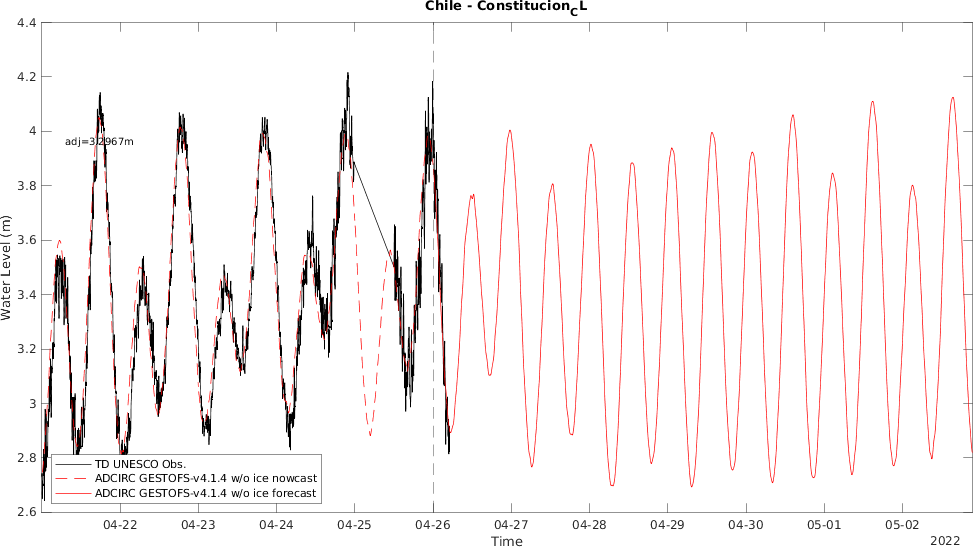 Chile - Constitucion_CL
4.4
4.2
4
3.8
3.6
3.4
3.2
3
2.8
2.6
Water Level (m)
adj=3.2967m
TD UNESCO Obs.
ADCIRC GESTOFS-v4.1.4 w/o ice nowcast
ADCIRC GESTOFS-v4.1.4 w/o ice forecast
04-22 04-23 04-24 04-25 04-26 04-27 04-28 04-29 04-30 05-01 05-02
Time
2022